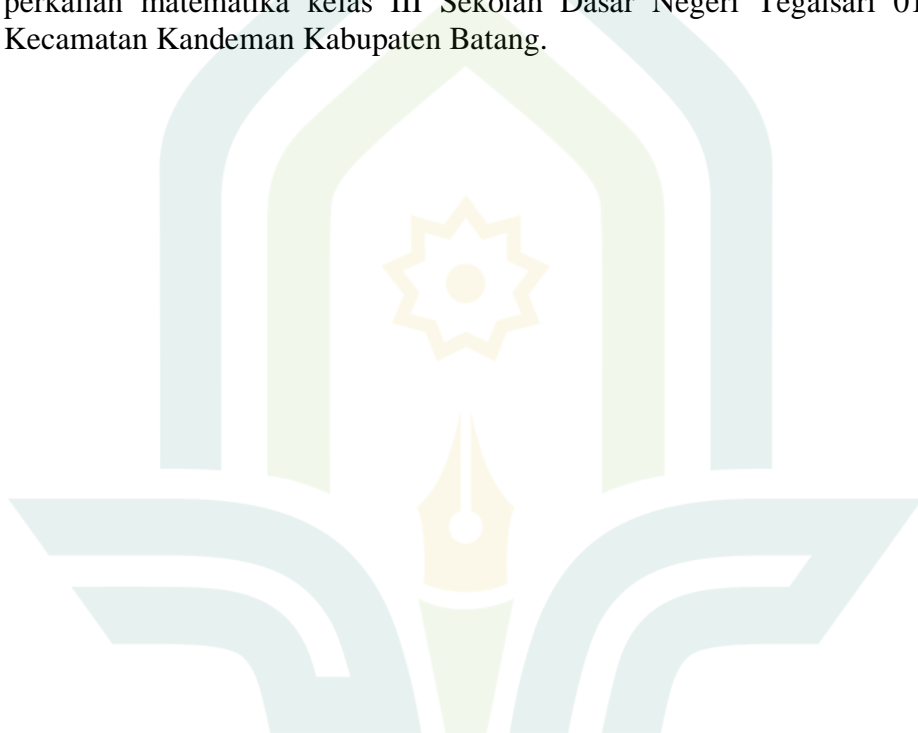 perkalian matematika kelas III Sekolah Dasar Negeri Tegalsari 01
Kecamatan Kandeman Kabupaten Batang.